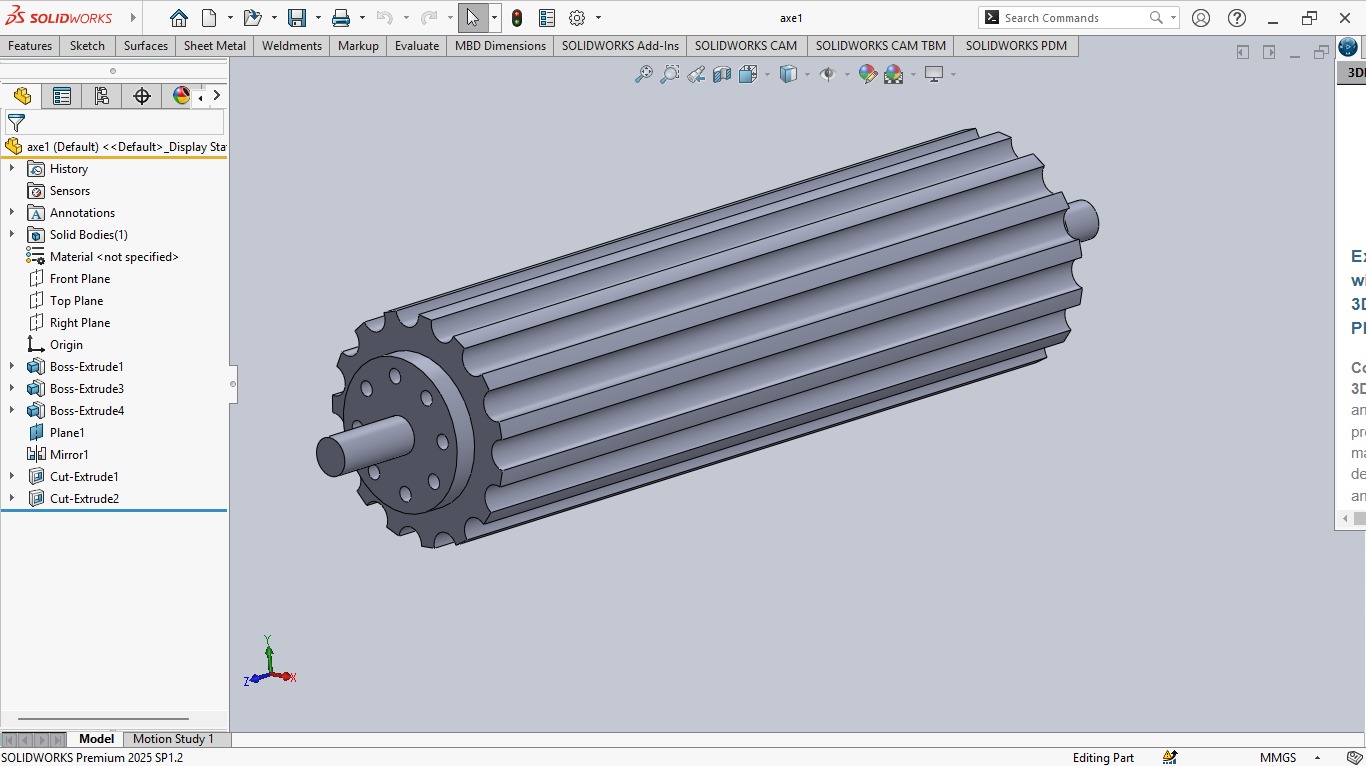 SOLIDWORKS
axe1
Search Commands
Features Sketch Surfaces Sheet Metal Weldments Markup Evaluate MBD Dimensions SOLIDWORKS Add-Ins SOLIDWORKS CAM SOLIDWORKS CAM TBM SOLIDWORKS PDM
3D
axe1 (Default) <<Default>_Display Sta
History
Sensors
A Annotations
Solid Bodies(1)
Material <not specified>
Front Plane
Top Plane
Right Plane
Origin
Boss-Extrude1
Boss-Extrude3
Boss-Extrude4
Plane1
Mirror1
Cut-Extrude1
Cut-Extrude2
Ex
wi
3D
Pl
Co
3D
an
pro
ma
de
an
Y
Z X
Model Motion Study 1
SOLIDWORKS Premium 2025 SP1.2
Editing Part MMGS